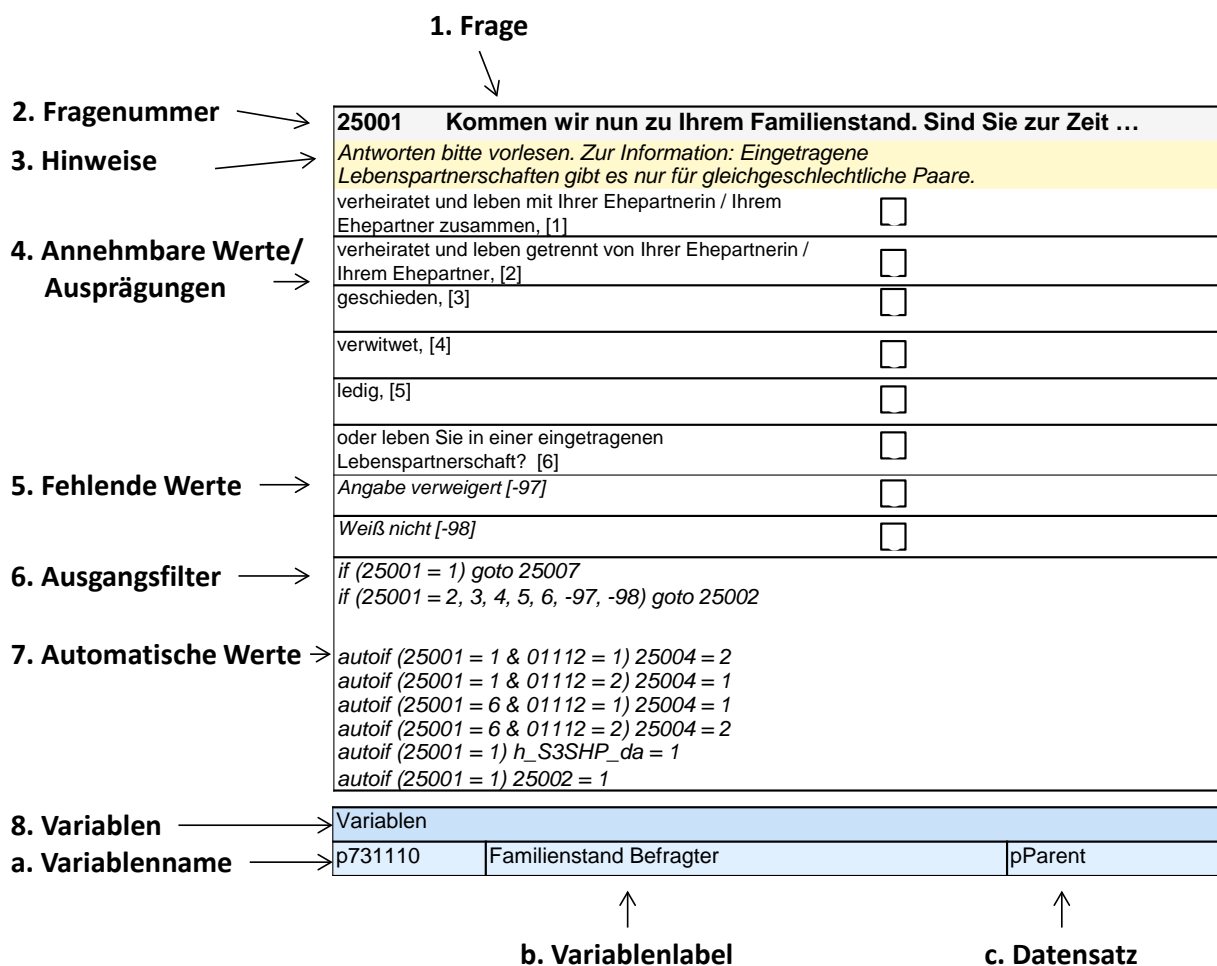 1. Frage
2. Fragenummer
25001 Kommen wir nun zu Ihrem Familienstand. Sind Sie zur Zeit …
3. Hinweise
Antworten bitte vorlesen. Zur Information: Eingetragene
Lebenspartnerschaften gibt es nur für gleichgeschlechtliche Paare.
4. Annehmbare Werte/
Ausprägungen
verheiratet und leben mit Ihrer Ehepartnerin / Ihrem
Ehepartner zusammen, [1]
verheiratet und leben getrennt von Ihrer Ehepartnerin /
Ihrem Ehepartner, [2]
geschieden, [3]
verwitwet, [4]
ledig, [5]
oder leben Sie in einer eingetragenen
Lebenspartnerschaft? [6]
5. Fehlende Werte
Angabe verweigert [-97]
Weiß nicht [-98]
6. Ausgangsfilter
if (25001 = 1) goto 25007
if (25001 = 2, 3, 4, 5, 6, -97, -98) goto 25002
7. Automatische Werte
autoif (25001 = 1 & 01112 = 1) 25004 = 2
autoif (25001 = 1 & 01112 = 2) 25004 = 1
autoif (25001 = 6 & 01112 = 1) 25004 = 1
autoif (25001 = 6 & 01112 = 2) 25004 = 2
autoif (25001 = 1) h_S3SHP_da = 1
autoif (25001 = 1) 25002 = 1
8. Variablen
Variablen
a. Variablenname
p731110 Familienstand Befragter pParent
b. Variablenlabel
c. Datensatz